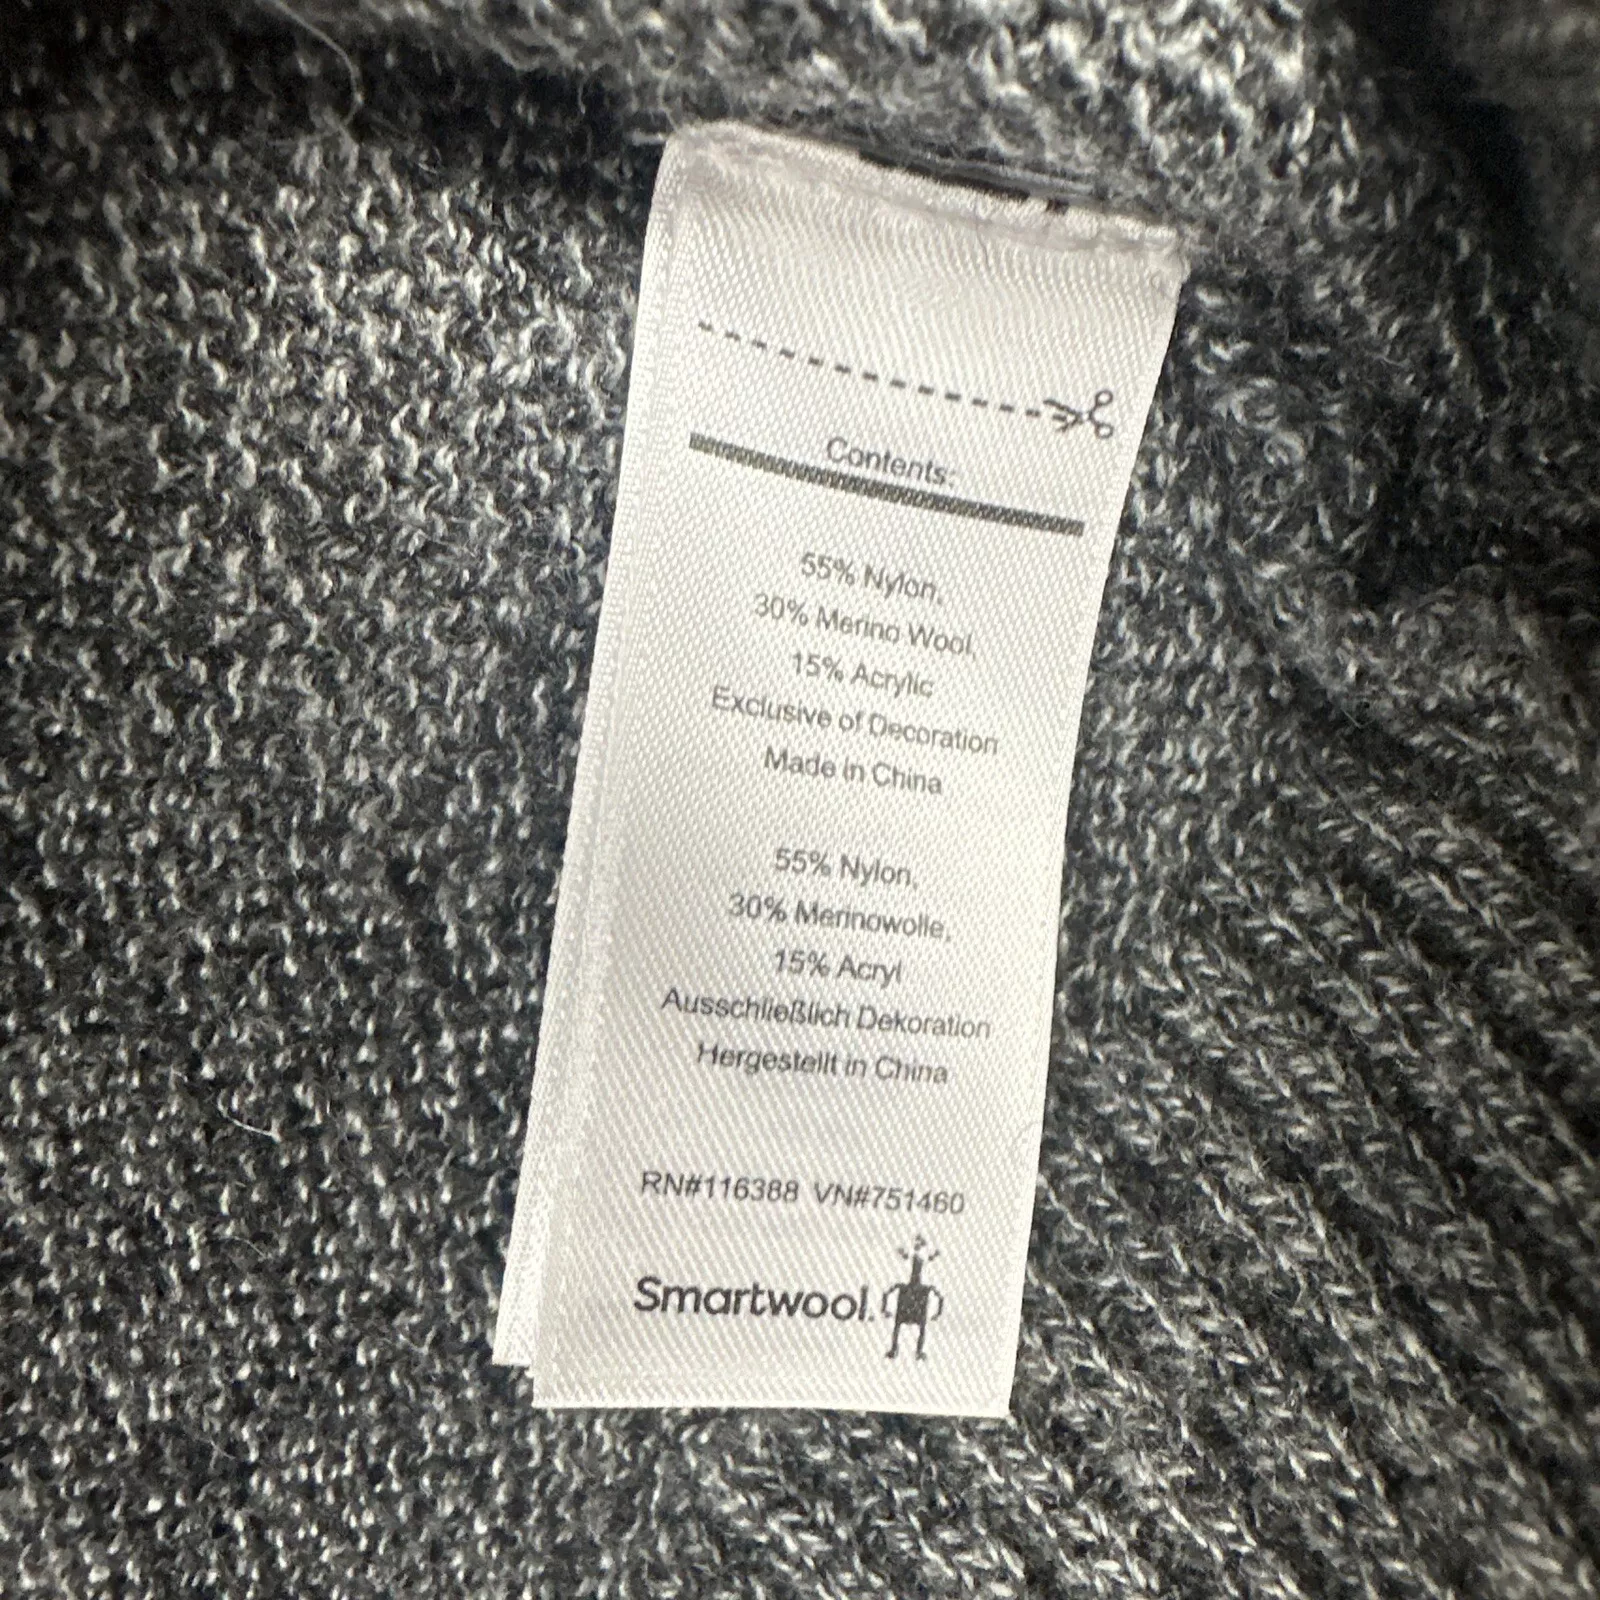 Contents:
55% Nylon,
30% Merino Wool,
15% Acrylic
Exclusive of Decoration
Made in China
55% Nylon,
30% Merinowolle,
15% Acryl
Ausschließlich Dekoration
Hergestellt in China
RN#116388 VN#751460
Smartwool.